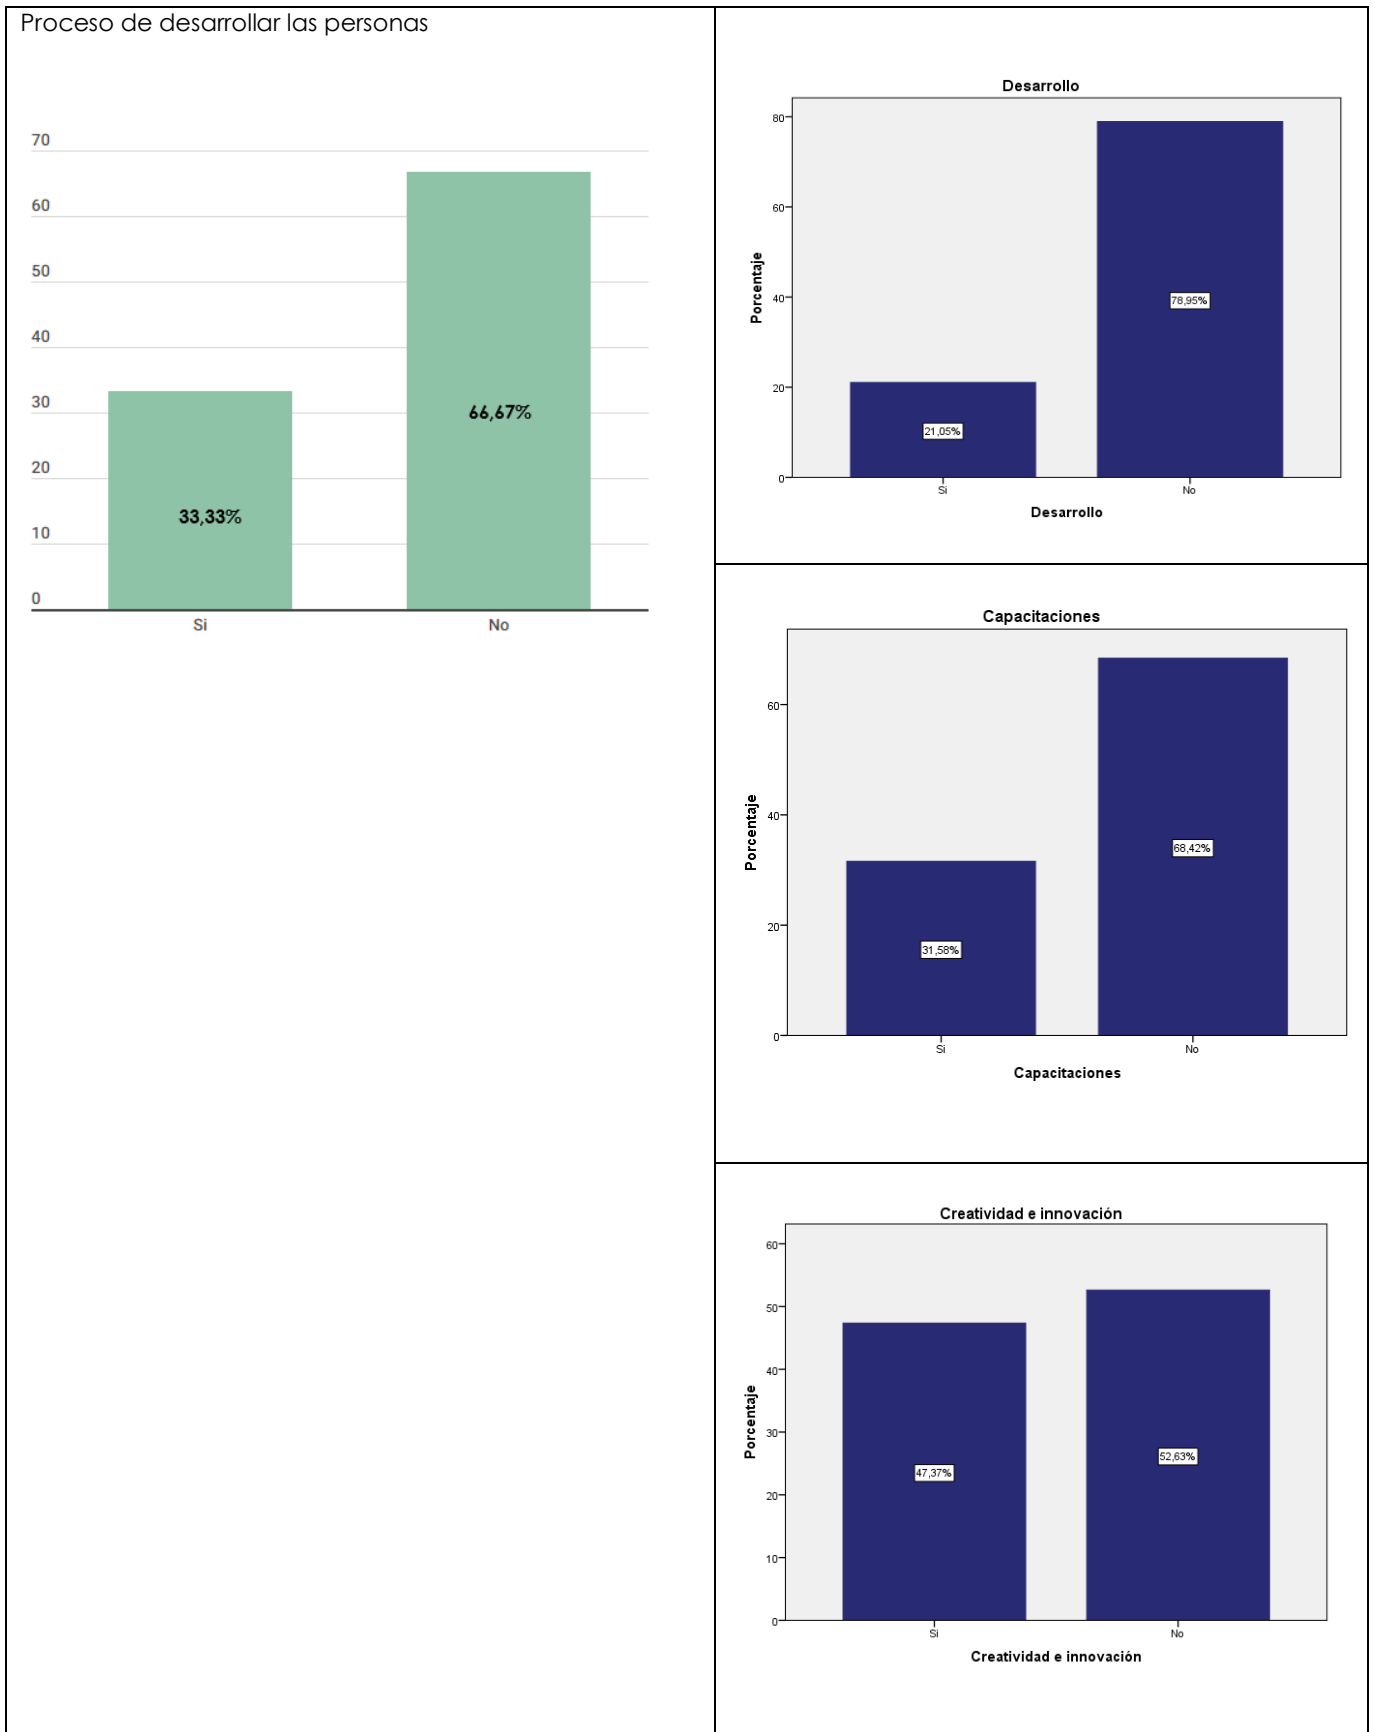 Proceso de desarrollar las personas
70
60
50
40
30
20
10
0
33,33%
66,67%
Si
No
Desarrollo
Porcentaje
80
60
40
20
0
21,05%
78,95%
Si
No
Desarrollo
Capacitaciones
Porcentaje
60
40
20
0
31,58%
68,42%
Si
No
Capacitaciones
Creatividad e innovación
Porcentaje
60
50
40
30
20
10
0
47,37%
52,63%
Si
No
Creatividad e innovación